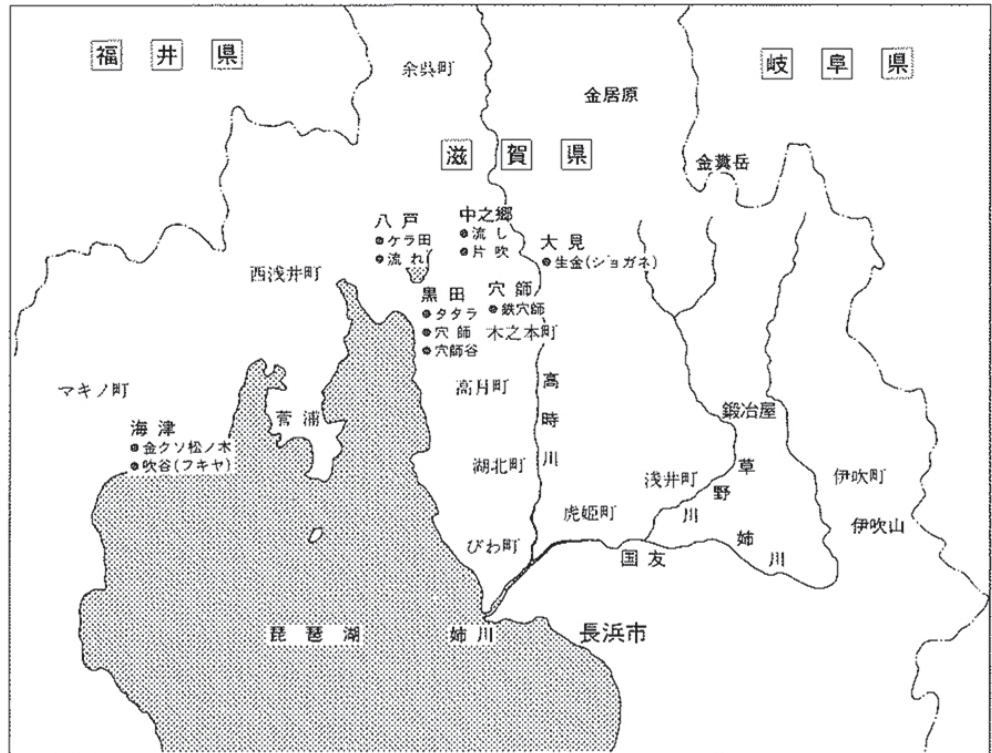 福井県
余呉町
岐阜県
金居原
滋賀県
金糞岳
八戸
ケラ田
流れ
中之郷
流し
片吹
大見
生金(ショガネ)
西浅井町
黒田
タタラ
穴師
穴師谷
穴師
鉄穴師
木之本町
マキノ町
高月町
高時川
菅浦
鍛冶屋
海津
金クソ松ノ木
吹谷(フキヤ)
湖北町
浅井町
草野川
伊吹町
虎姫町
姉川
伊吹山
びわ町
国友
琵琶湖
姉川
長浜市